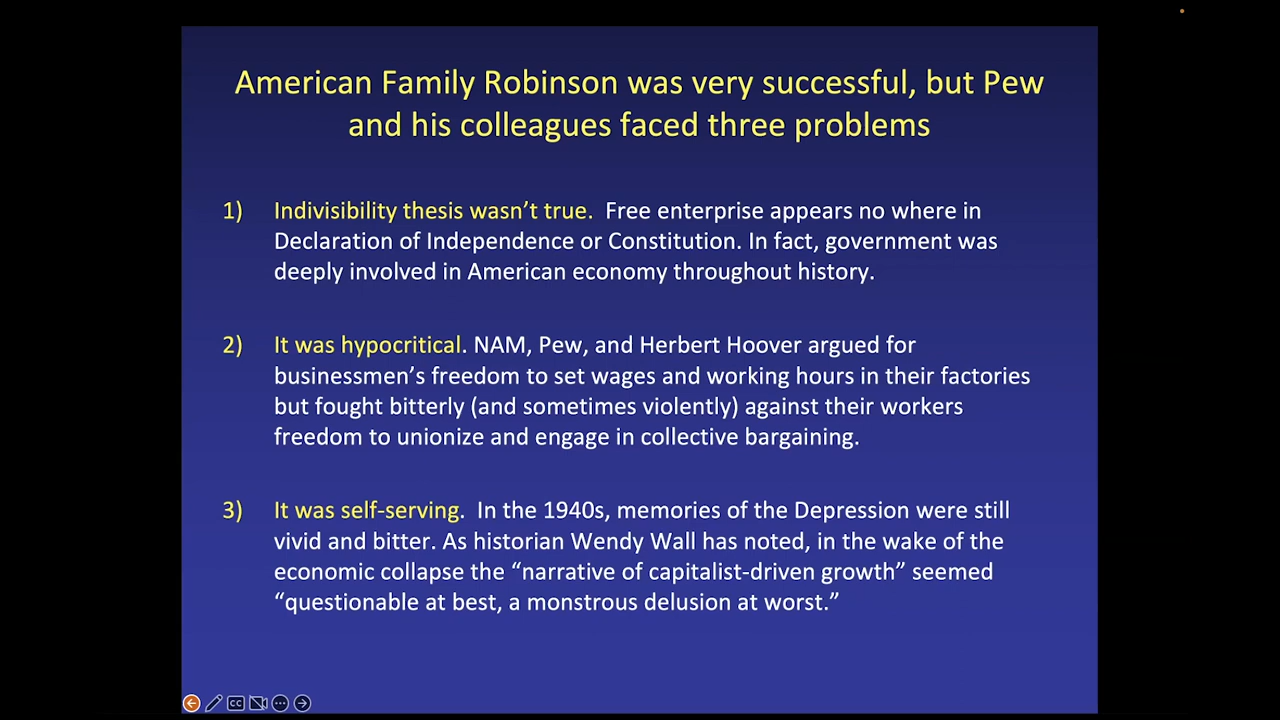 American Family Robinson was very successful, but Pew
and his colleagues faced three problems
1) Indivisibility thesis wasn’t true. Free enterprise appears no where in
Declaration of Independence or Constitution. In fact, government was
deeply involved in American economy throughout history.
2) It was hypocritical. NAM, Pew, and Herbert Hoover argued for
businessmen’s freedom to set wages and working hours in their factories
but fought bitterly (and sometimes violently) against their workers
freedom to unionize and engage in collective bargaining.
3) It was self-serving. In the 1940s, memories of the Depression were still
vivid and bitter. As historian Wendy Wall has noted, in the wake of the
economic collapse the “narrative of capitalist-driven growth” seemed
“questionable at best, a monstrous delusion at worst.”
CC